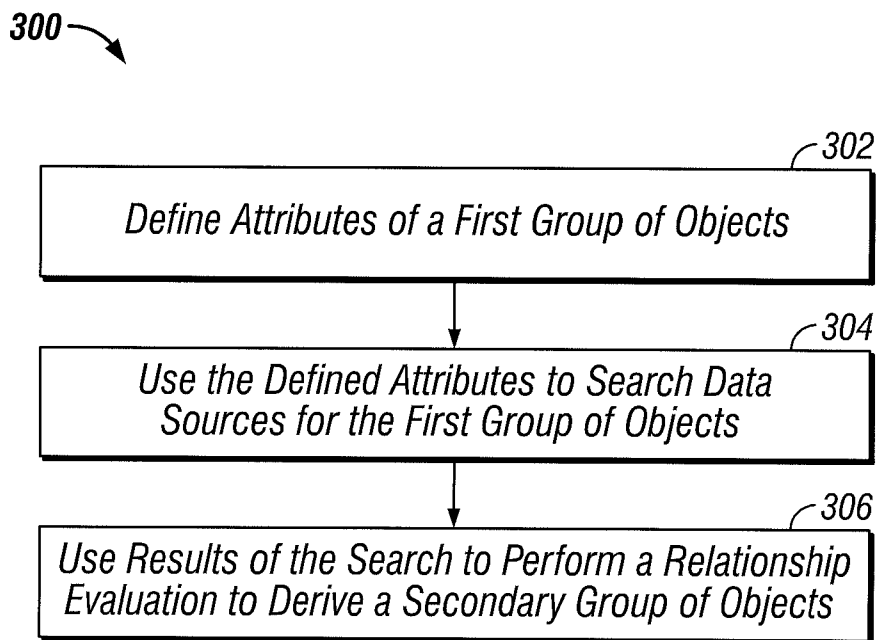 300
302
Define Attributes of a First Group of Objects
304
Use the Defined Attributes to Search Data
Sources for the First Group of Objects
306
Use Results of the Search to Perform a Relationship
Evaluation to Derive a Secondary Group of Objects